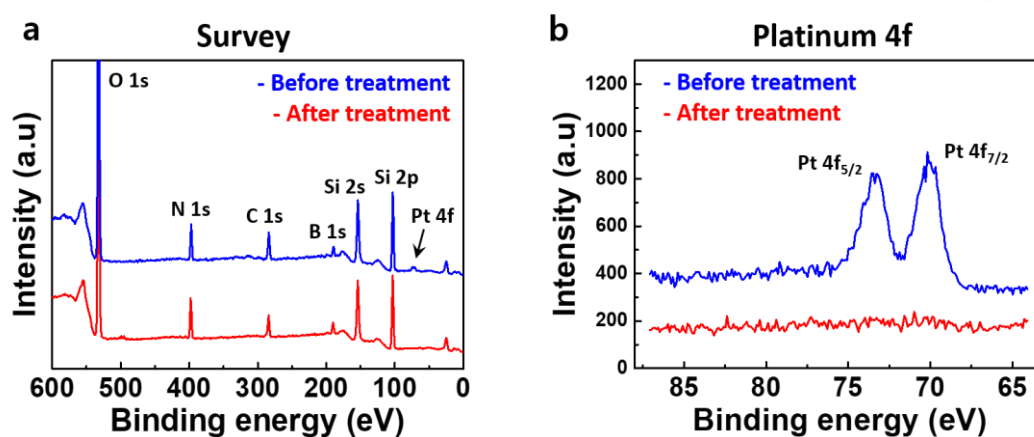 a
Survey
O 1s
- Before treatment
- After treatment
N 1s
C 1s
B 1s
Si 2s
Si 2p
Pt 4f
Intensity (a.u)
600 500 400 300 200 100 0
Binding energy (eV)
b
Platinum 4f
1200
1000
800
600
400
200
0
- Before treatment
- After treatment
Pt 4f5/2
Pt 4f7/2
Intensity (a.u)
85 80 75 70 65
Binding energy (eV)